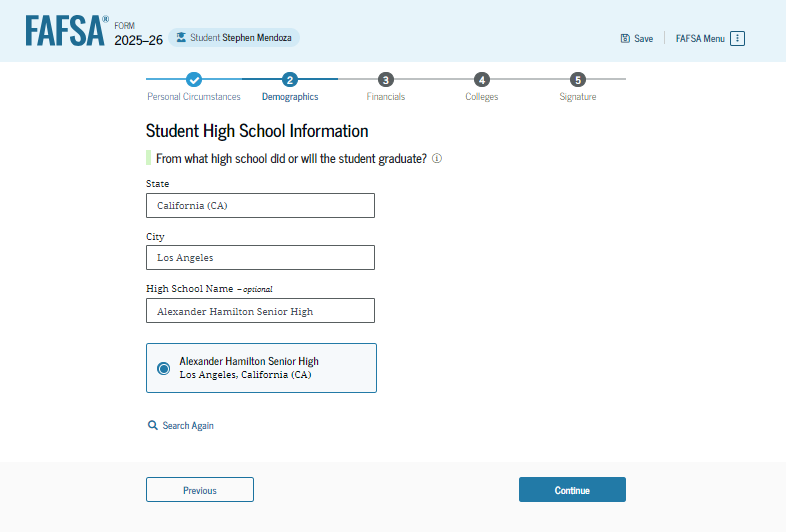 FAFSA®
FORM
2025–26
Student Stephen Mendoza
Save
FAFSA Menu
2
3
4
5
Personal Circumstances
Demographics
Financials
Colleges
Signature
Student High School Information
From what high school did or will the student graduate?
State
California (CA)
City
Los Angeles
High School Name – optional
Alexander Hamilton Senior High
Alexander Hamilton Senior High
Los Angeles, California (CA)
Search Again
Previous
Continue